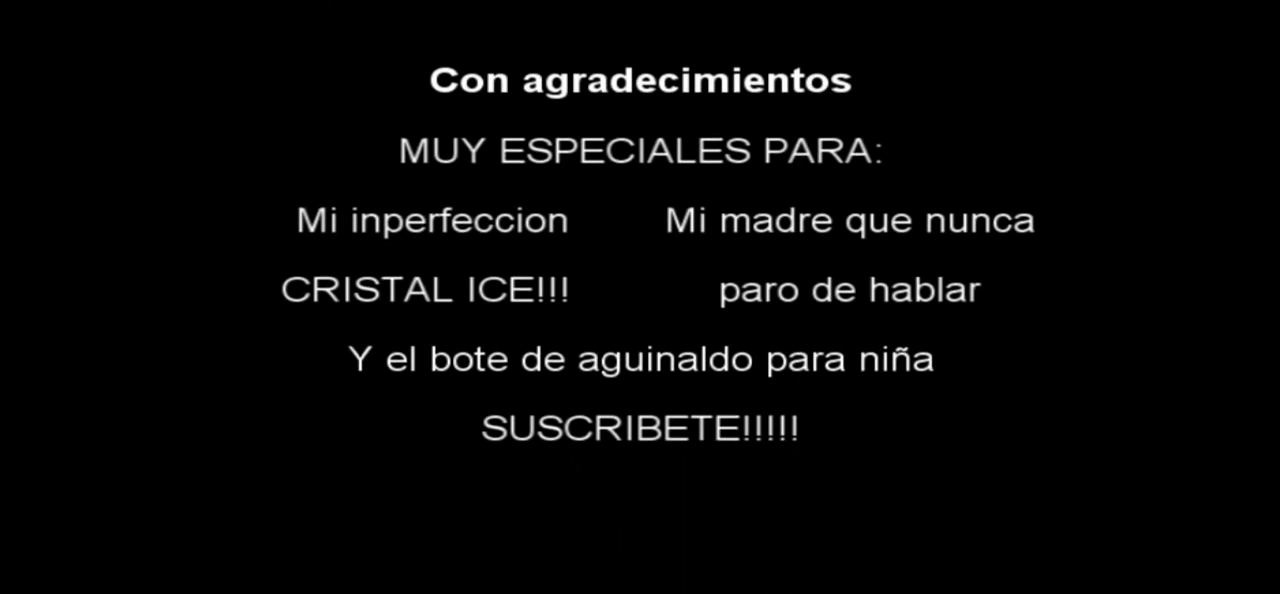 Con agradecimientos
MUY ESPECIALES PARA:
Mi inperfeccion
CRISTAL ICE!!!
Mi madre que nunca
paro de hablar
Y el bote de aguinaldo para niña
SUSCRIBETE!!!!!